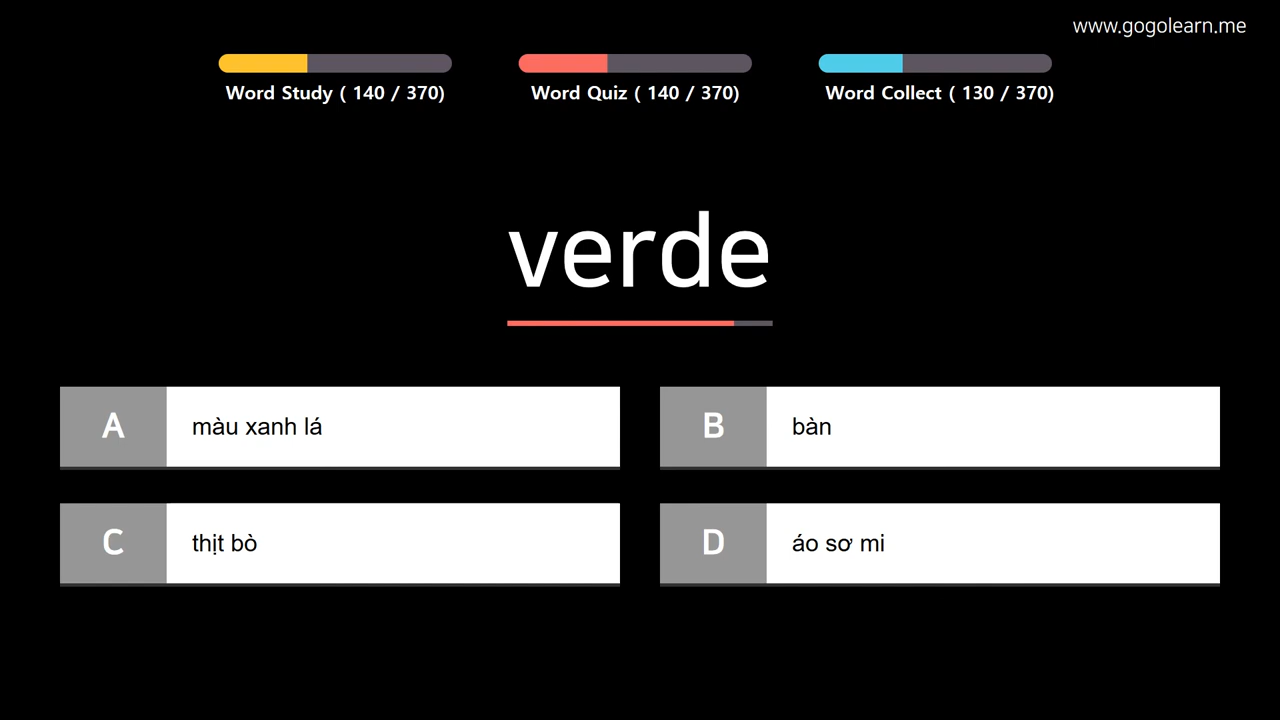 www.gogolearn.me
Word Study ( 140 / 370)
Word Quiz ( 140 / 370)
Word Collect ( 130 / 370)
verde
A
màu xanh lá
B
bàn
C
thịt bò
D
áo sơ mi